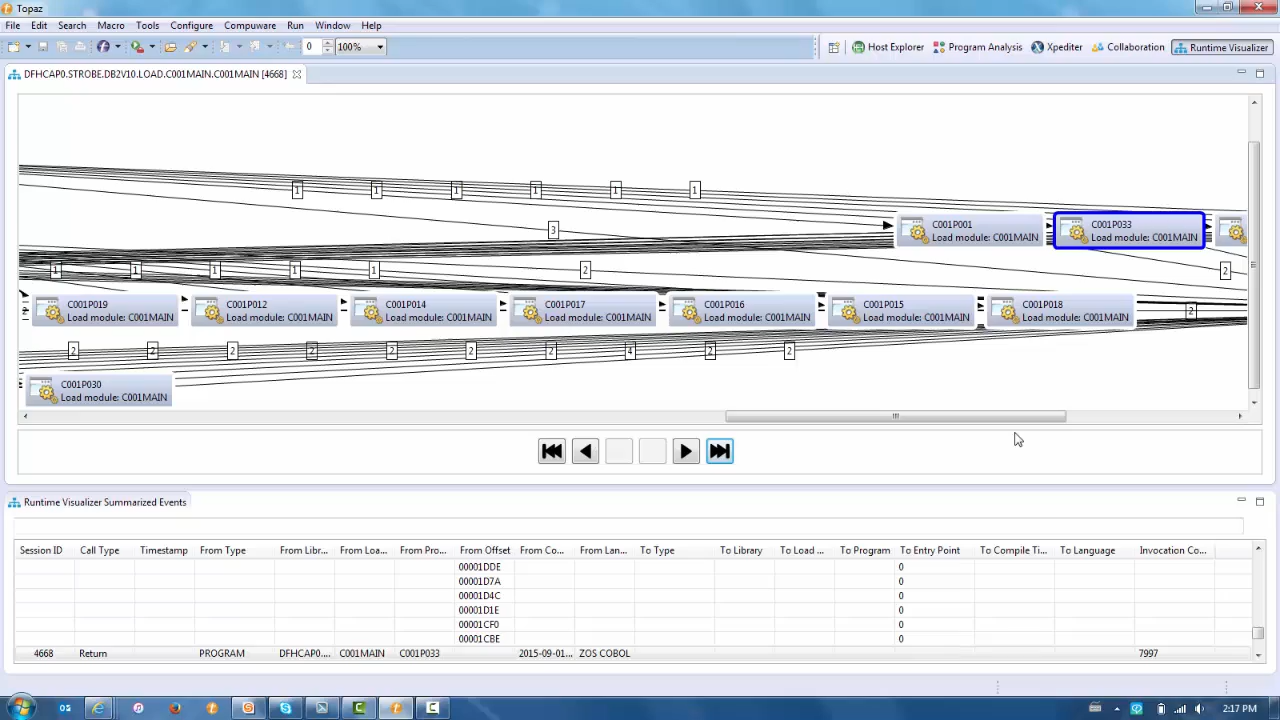 Topaz
File Edit Search Macro Tools Configure Compuware Run Window Help
0 100% Host Explorer Program Analysis Xpediter Collaboration Runtime Visualizer
DFHCAP0.STROBE.DB2V10.LOAD.C001MAIN.C001MAIN [4668]
1 1 1 1 1 1
3
C001P001 C001P033
Load module: C001MAIN Load module: C001MAIN
1 1 1 1 1 2 2
C001P019 C001P012 C001P014 C001P017 C001P016 C001P015 C001P018
2 Load module: C001MAIN Load module: C001MAIN Load module: C001MAIN Load module: C001MAIN Load module: C001MAIN Load module: C001MAIN Load module: C001MAIN 2
2 2 2 2 2 2 2 4 2 2
C001P030
Load module: C001MAIN
Runtime Visualizer Summarized Events
Session ID Call Type Timestamp From Type From Libr... From Loa... From Pro... From Offset From Co... From Lan... To Type To Library To Load ... To Program To Entry Point To Compile Ti... To Language Invocation Co...
00001DDE 0
00001D7A 0
00001D4C 0
00001D1E 0
00001CF0 0
00001CBE 0
4668 Return PROGRAM DFHCAP0.... C001MAIN C001P033 2015-09-01... ZOS COBOL 7997
2:17 PM